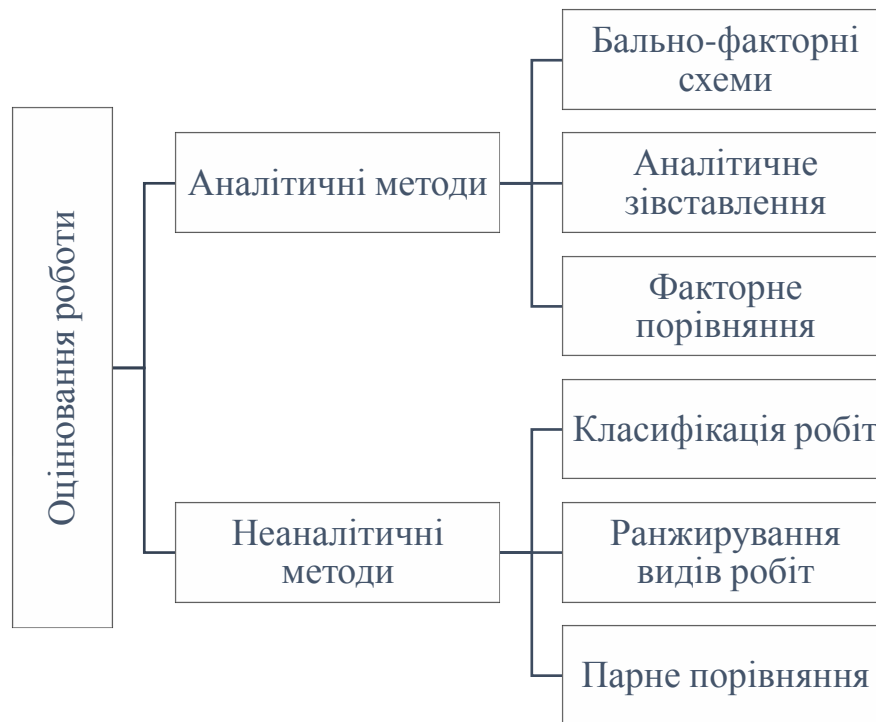 Оцінювання роботи
Аналітичні методи
Бально-факторні
схеми
Аналітичне
зівставлення
Факторне
порівняння
Неаналітичні
методи
Класифікація робіт
Ранжирування
видів робіт
Парне порівняння